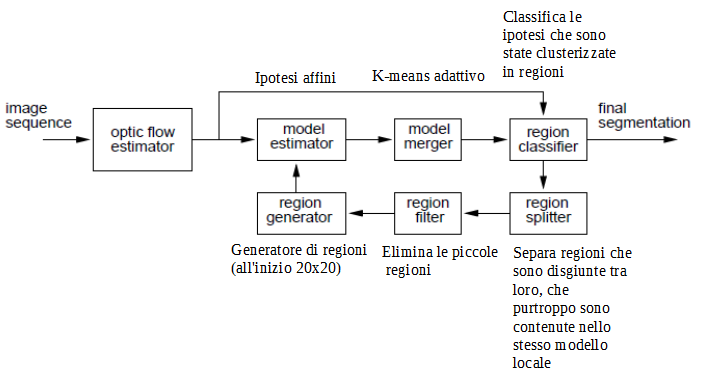 Classifica le
ipotesi che sono
state clusterizzate
in regioni
Ipotesi affini
K-means adattivo
image
sequence
optic flow
estimator
model
estimator
model
merger
region
classifier
final
segmentation
region
generator
region
filter
region
splitter
Generatore di regioni
(all'inizio 20x20)
Elimina le piccole
regioni
Separa regioni che
sono disgiunte tra
loro, che
purtroppo sono
contenute nello
stesso modello
locale